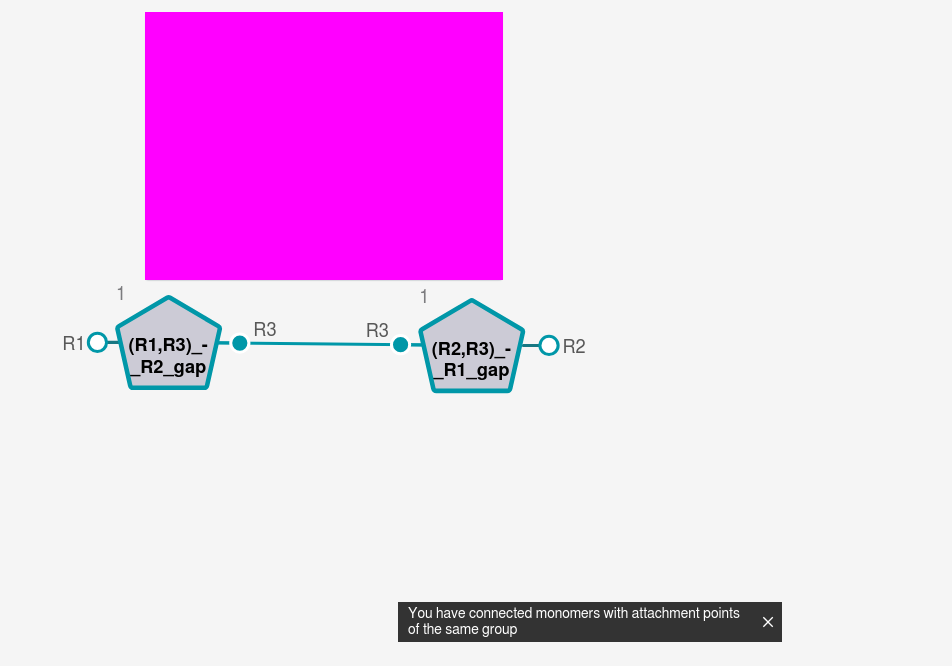 1
1
R1
(R1,R3)_-
_R2_gap
R3
R3
(R2,R3)_-
_R1_gap
R2
You have connected monomers with attachment points
of the same group